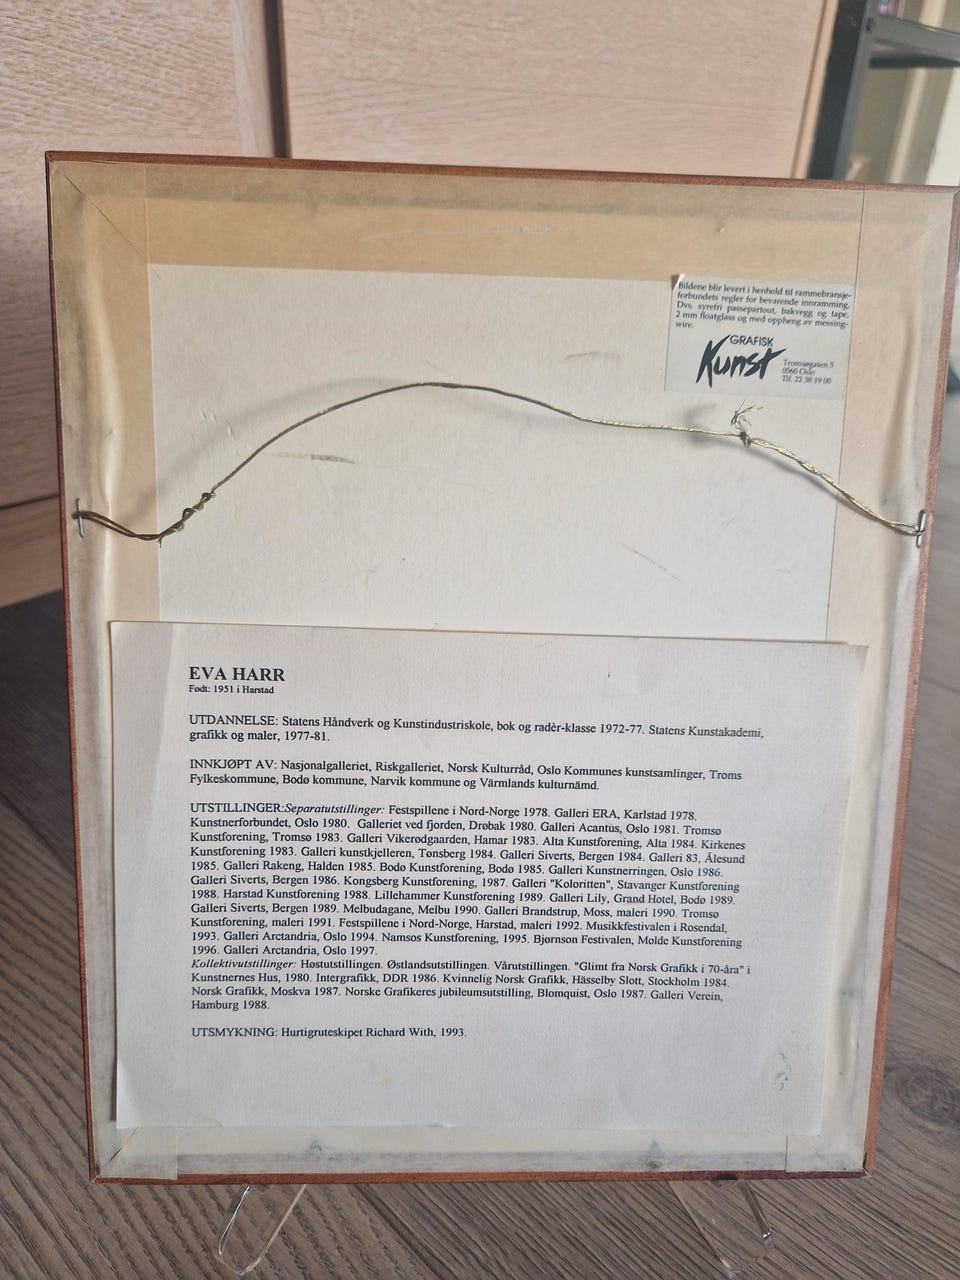 Bildene blir levert i henhold til rammebransje-
forbundets regler for bevarende innramming.
Dvs. syrefri passepartout, bakvegg og tape,
2 mm floatglass og med oppheng av messing-
wire.
GRAFISK
Kunst
Tromsøgaten 5
0560 Oslo
Tlf. 22 38 19 00
EVA HARR
Født: 1951 i Harstad
UTDANNELSE: Statens Håndverk og Kunstindustriskole, bok og radèr-klasse 1972-77. Statens Kunstakademi,
grafikk og maler, 1977-81.
INNKJØPT AV: Nasjonalgalleriet, Riskgalleriet, Norsk Kulturråd, Oslo Kommunes kunstsamlinger, Troms
Fylkeskommune, Bodø kommune, Narvik kommune og Värmlands kulturnämd.
UTSTILLINGER:Separatutstillinger: Festspillene i Nord-Norge 1978. Galleri ERA, Karlstad 1978.
Kunstnerforbundet, Oslo 1980. Galleriet ved fjorden, Drøbak 1980. Galleri Acantus, Oslo 1981. Tromsø
Kunstforening, Tromsø 1983. Galleri Vikerødgaarden, Hamar 1983. Alta Kunstforening, Alta 1984. Kirkenes
Kunstforening 1983. Galleri kunstkjelleren, Tønsberg 1984. Galleri Siverts, Bergen 1984. Galleri 83, Ålesund
1985. Galleri Rakeng, Halden 1985. Bodø Kunstforening, Bodø 1985. Galleri Kunstnerringen, Oslo 1986.
Galleri Siverts, Bergen 1986. Kongsberg Kunstforening, 1987. Galleri "Koloritten", Stavanger Kunstforening
1988. Harstad Kunstforening 1988. Lillehammer Kunstforening 1989. Galleri Lily, Grand Hotel, Bodø 1989.
Galleri Siverts, Bergen 1989. Melbudagane, Melbu 1990. Galleri Brandstrup, Moss, maleri 1990. Tromsø
Kunstforening, maleri 1991. Festspillene i Nord-Norge, Harstad, maleri 1992. Musikkfestivalen i Rosendal,
1993. Galleri Arctandria, Oslo 1994. Namsos Kunstforening, 1995. Bjørnson Festivalen, Molde Kunstforening
1996. Galleri Arctandria, Oslo 1997.
Kollektivutstillinger: Høstutstillingen. Østlandsutstillingen. Vårutstillingen. "Glimt fra Norsk Grafikk i 70-åra" i
Kunstnernes Hus, 1980. Intergrafikk, DDR 1986. Kvinnelig Norsk Grafikk, Hässelby Slott, Stockholm 1984.
Norsk Grafikk, Moskva 1987. Norske Grafikeres jubileumsutstilling, Blomquist, Oslo 1987. Galleri Verein,
Hamburg 1988.
UTSMYKNING: Hurtigruteskipet Richard With, 1993.